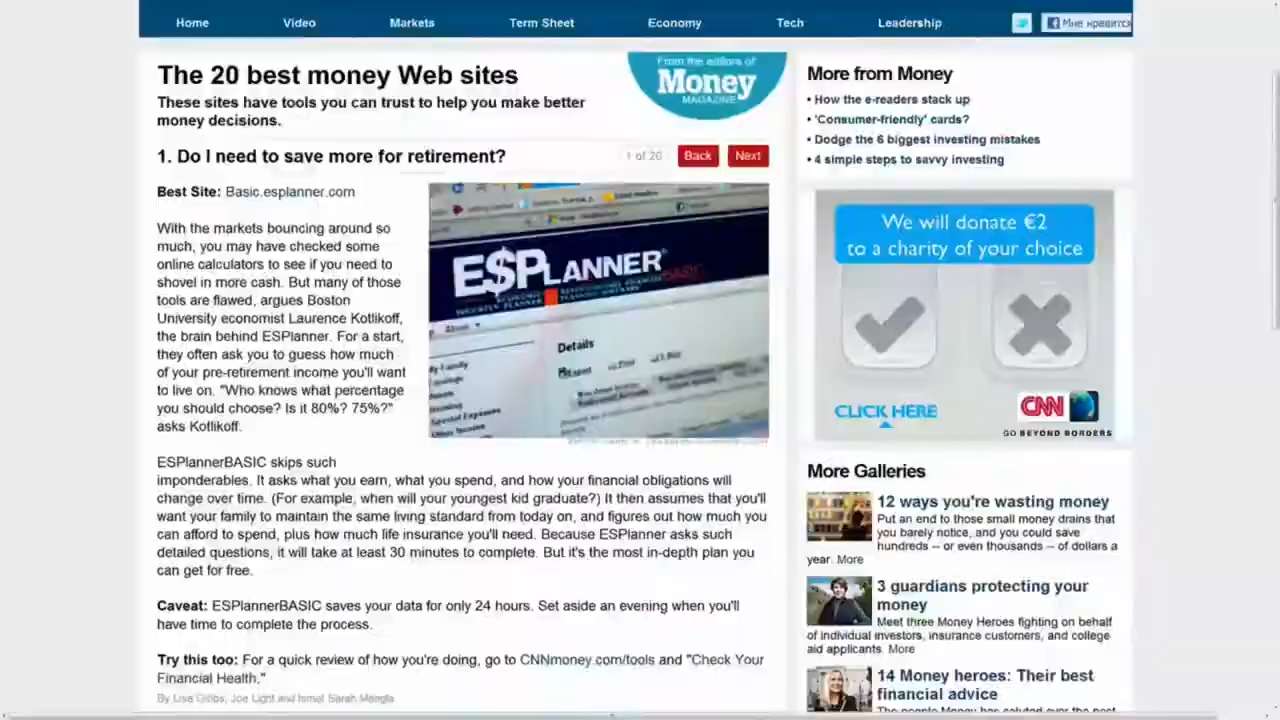 Home Video Markets Term Sheet Economy Tech Leadership
Мне нравится
The 20 best money Web sites
These sites have tools you can trust to help you make better
money decisions.
From the editors of
Money
MAGAZINE
1. Do I need to save more for retirement?
1 of 20 Back Next
Best Site: Basic.esplanner.com
With the markets bouncing around so
much, you may have checked some
online calculators to see if you need to
shovel in more cash. But many of those
tools are flawed, argues Boston
University economist Laurence Kotlikoff,
the brain behind ESPlanner. For a start,
they often ask you to guess how much
of your pre-retirement income you'll want
to live on. "Who knows what percentage
you should choose? Is it 80%? 75%?"
asks Kotlikoff.
E$PLANNER
BASIC
Details
ESPlannerBASIC skips such
imponderables. It asks what you earn, what you spend, and how your financial obligations will
change over time. (For example, when will your youngest kid graduate?) It then assumes that you'll
want your family to maintain the same living standard from today on, and figures out how much you
can afford to spend, plus how much life insurance you'll need. Because ESPlanner asks such
detailed questions, it will take at least 30 minutes to complete. But it's the most in-depth plan you
can get for free.
Caveat: ESPlannerBASIC saves your data for only 24 hours. Set aside an evening when you'll
have time to complete the process.
Try this too: For a quick review of how you're doing, go to CNNmoney.com/tools and "Check Your
Financial Health."
By Lisa Gibbs, Joe Light and Ismat Sarah Mangla
More from Money
• How the e-readers stack up
• 'Consumer-friendly' cards?
• Dodge the 6 biggest investing mistakes
• 4 simple steps to savvy investing
We will donate €2
to a charity of your choice
CLICK HERE
CNN
GO BEYOND BORDERS
More Galleries
12 ways you're wasting money
Put an end to those small money drains that
you barely notice, and you could save
hundreds -- or even thousands -- of dollars a
year. More
3 guardians protecting your
money
Meet three Money Heroes fighting on behalf
of individual investors, insurance customers, and college
aid applicants. More
14 Money heroes: Their best
financial advice